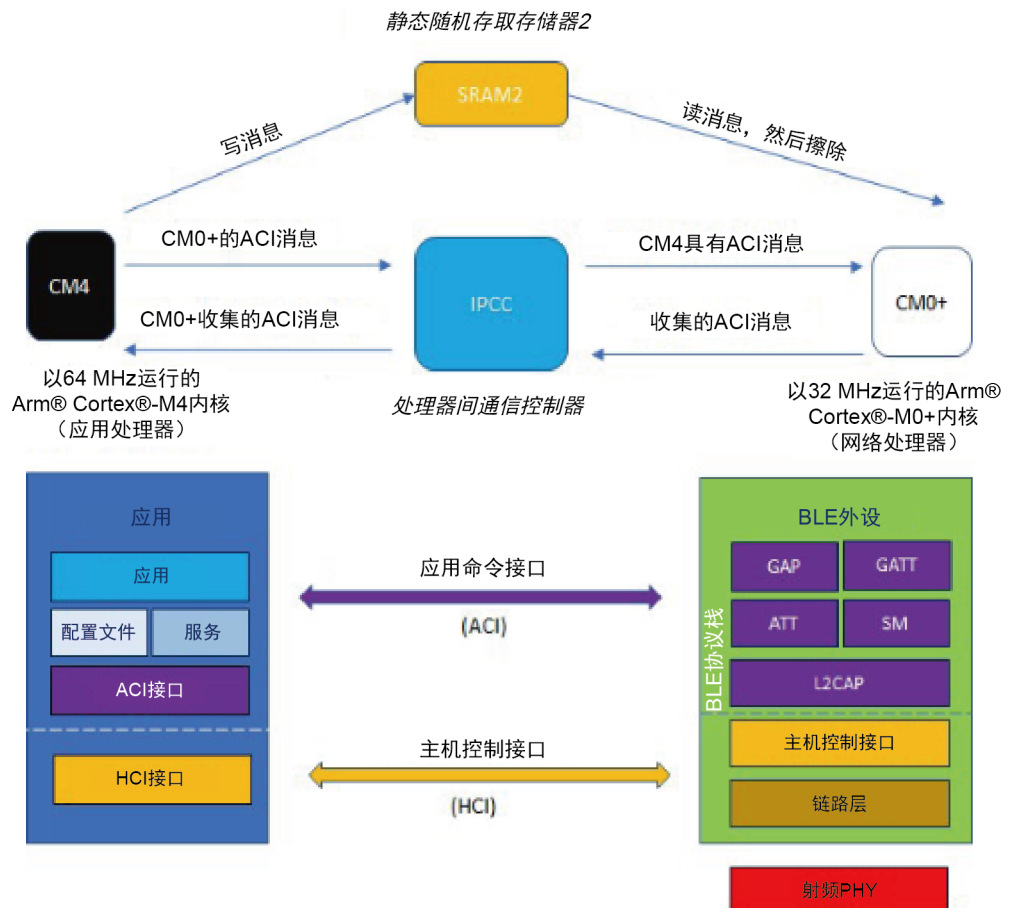 静态随机存取存储器2
SRAM2
写消息
读消息，然后擦除
CM0+的ACI消息
CM4具有ACI消息
CM4
IPCC
CM0+
CM0+收集的ACI消息
收集的ACI消息
以64 MHz运行的
Arm® Cortex®-M4内核
（应用处理器）
处理器间通信控制器
以32 MHz运行的Arm®
Cortex®-M0+内核
（网络处理器）
应用
应用
配置文件
服务
ACI接口
HCI接口
应用命令接口
(ACI)
主机控制接口
(HCI)
BLE外设
BLE协议栈
GAP
GATT
ATT
SM
L2CAP
主机控制接口
链路层
射频PHY